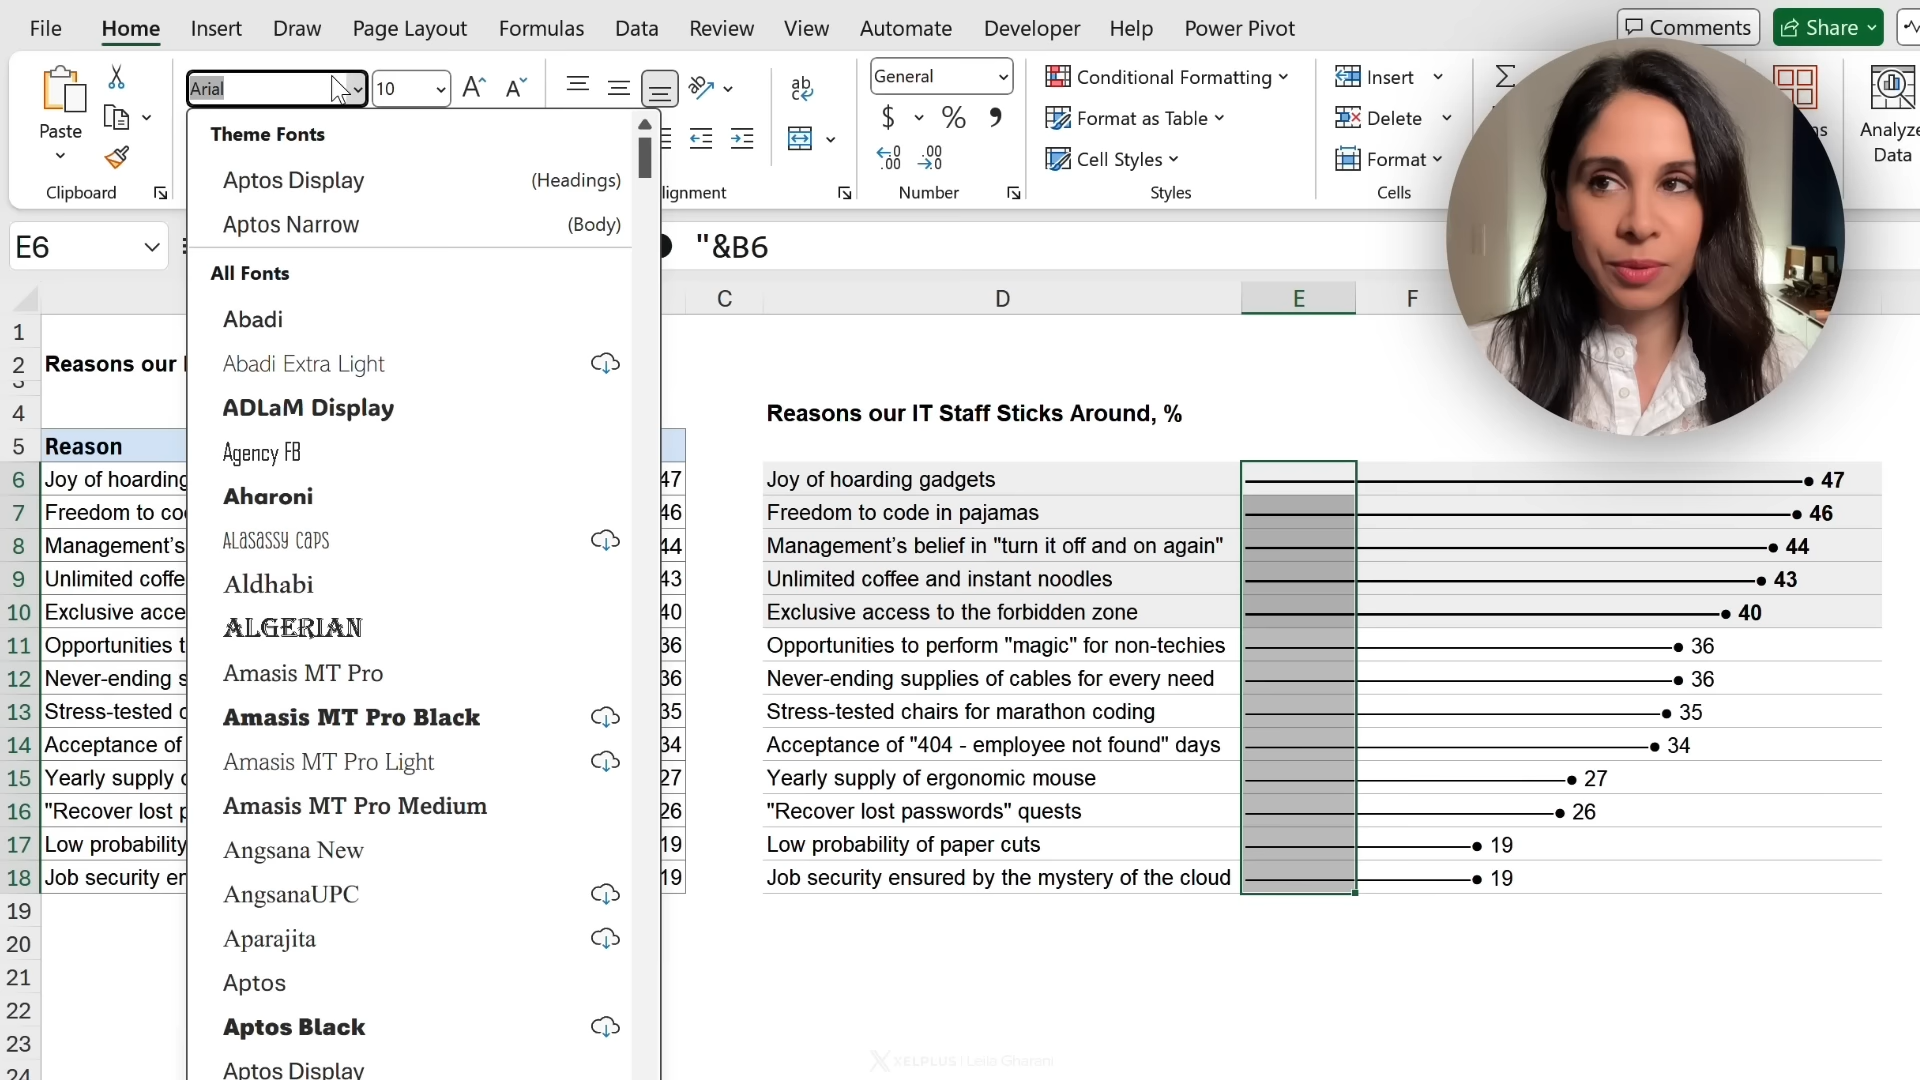 File Home Insert Draw Page Layout Formulas Data Review View Automate Developer Help Power Pivot Comments Share
Arial 10 General Conditional Formatting Insert
Paste $ % Format as Table Delete Analyze
Cell Styles Format Data
Clipboard Number Styles Cells
Theme Fonts
Aptos Display (Headings)
Aptos Narrow (Body)
All Fonts
Abadi
Abadi Extra Light
ADLaM Display
Agency FB
Aharoni
Alasassy Caps
Aldhabi
ALGERIAN
Amasis MT Pro
Amasis MT Pro Black
Amasis MT Pro Light
Amasis MT Pro Medium
Angsana New
AngsanaUPC
Aparajita
Aptos
Aptos Black
Aptos Display
E6 "&B6
C D E F
1
2 Reasons our
4 Reasons our IT Staff Sticks Around, %
5 Reason
6 Joy of hoarding 47 Joy of hoarding gadgets 47
7 Freedom to 46 Freedom to code in pajamas 46
8 Management's 44 Management's belief in "turn it off and on again" 44
9 Unlimited 43 Unlimited coffee and instant noodles 43
10 Exclusive 40 Exclusive access to the forbidden zone 40
11 Opportunities 36 Opportunities to perform "magic" for non-techies 36
12 Never-ending 36 Never-ending supplies of cables for every need 36
13 Stress-tested 35 Stress-tested chairs for marathon coding 35
14 Acceptance of 34 Acceptance of "404 - employee not found" days 34
15 Yearly supply 27 Yearly supply of ergonomic mouse 27
16 "Recover lost 26 "Recover lost passwords" quests 26
17 Low probability 19 Low probability of paper cuts 19
18 Job security 19 Job security ensured by the mystery of the cloud 19
19
20
21
22
23
24
XELPLUS | Leila Gharani